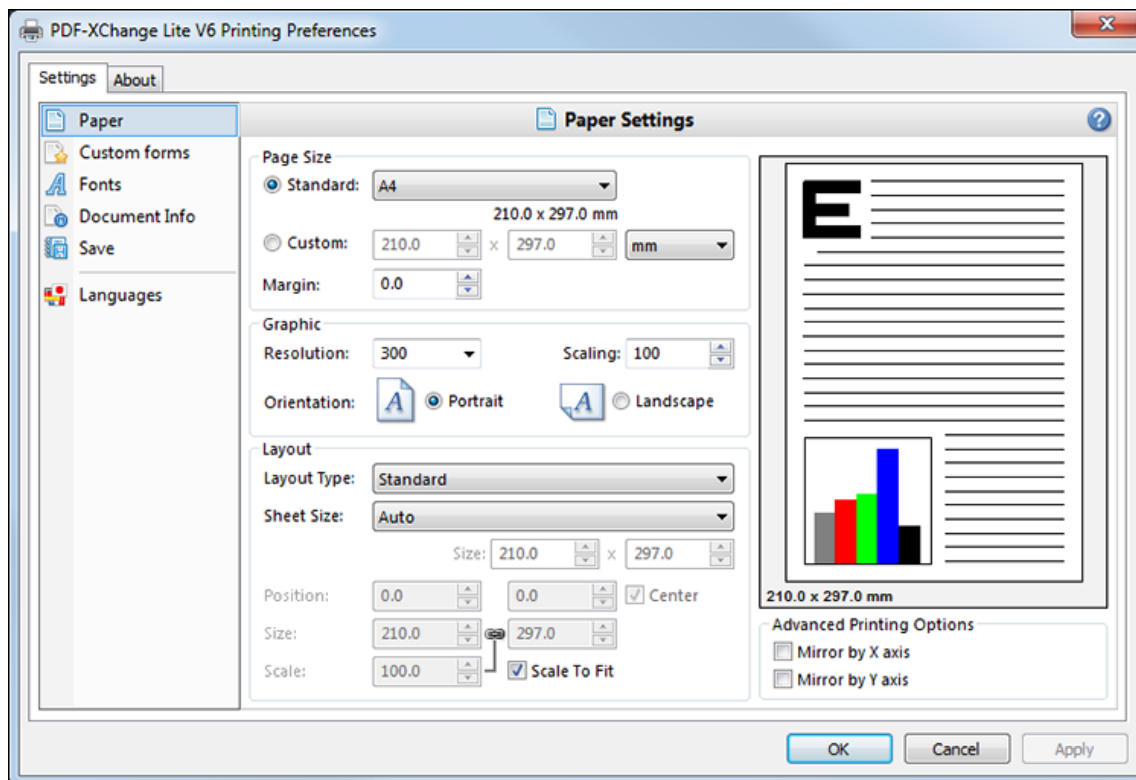 PDF-XChange Lite V6 Printing Preferences
Settings About
Paper
Custom forms
Fonts
Document Info
Save
Languages
Paper Settings
Page Size
Standard: A4
210.0 x 297.0 mm
Custom: 210.0 x 297.0 mm
Margin: 0.0
Graphic
Resolution: 300 Scaling: 100
Orientation: A Portrait A Landscape
Layout
Layout Type: Standard
Sheet Size: Auto
Size: 210.0 x 297.0
Position: 0.0 0.0 Center
Size: 210.0 297.0
Scale: 100.0 Scale To Fit
E
210.0 x 297.0 mm
Advanced Printing Options
Mirror by X axis
Mirror by Y axis
OK Cancel Apply